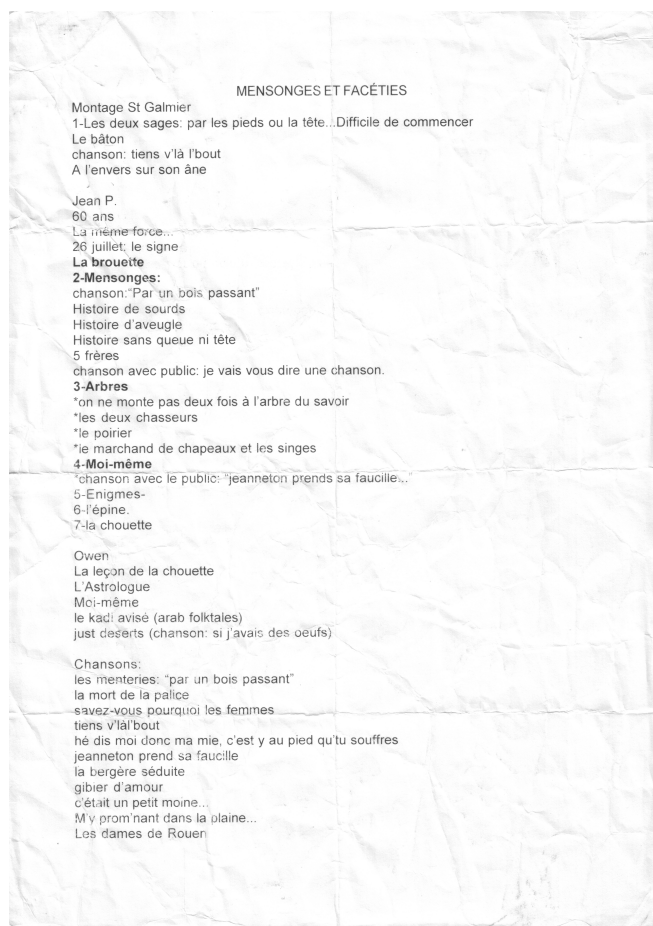 MENSONGES ET FACÉTIES
Montage St Galmier
1-Les deux sages: par les pieds ou la tête...Difficile de commencer
Le bâton
chanson: tiens v'là l'bout
A l'envers sur son âne
Jean P.
60 ans
La même force...
26 juillet: le signe
La brouette
2-Mensonges:
chanson:"Par un bois passant"
Histoire de sourds
Histoire d'aveugle
Histoire sans queue ni tête
5 frères
chanson avec public: je vais vous dire une chanson.
3-Arbres
*on ne monte pas deux fois à l'arbre du savoir
*les deux chasseurs
*le poirier
*le marchand de chapeaux et les singes
4-Moi-même
*chanson avec le public: "jeanneton prends sa faucille..."
5-Enigmes-
6-l'épine.
7-la chouette
Owen
La leçon de la chouette
L'Astrologue
Moi-même
le kadi avisé (arab folktales)
just deserts (chanson: si j'avais des oeufs)
Chansons:
les menteries: "par un bois passant"
la mort de la palice
savez-vous pourquoi les femmes
tiens v'làl'bout
hé dis moi donc ma mie, c'est y au pied qu'tu souffres
jeanneton prend sa faucille
la bergère séduite
gibier d'amour
c'était un petit moine...
M'y prom'nant dans la plaine...
Les dames de Rouen